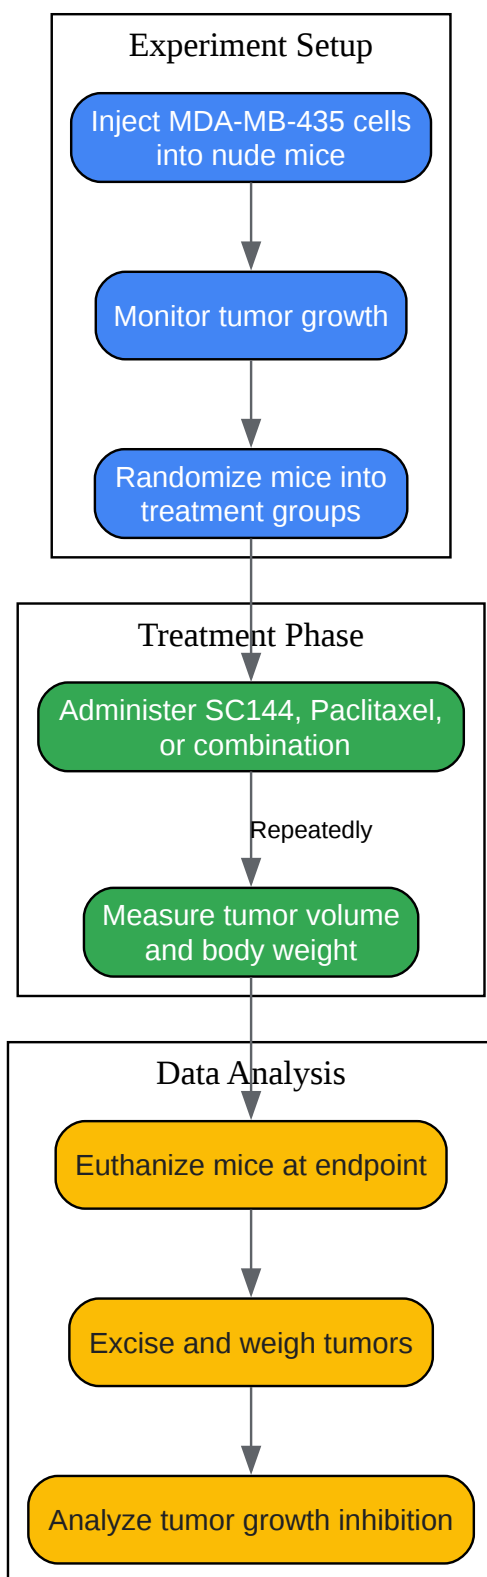 Experiment Setup
Inject MDA-MB-435 cells
into nude mice
Monitor tumor growth
Randomize mice into
treatment groups
Treatment Phase
Administer SC144, Paclitaxel,
or combination
Repeatedly
Measure tumor volume
and body weight
Data Analysis
Euthanize mice at endpoint
Excise and weigh tumors
Analyze tumor growth inhibition